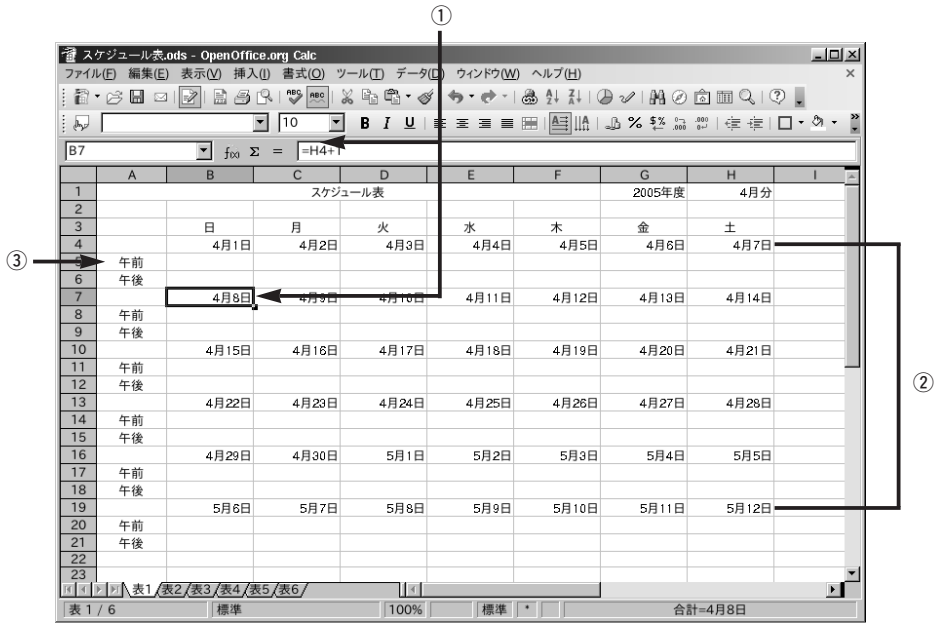 ①
スケジュール表.ods - OpenOffice.org Calc
ファイル(F) 編集(E) 表示(V) 挿入(I) 書式(O) ツール(T) データ(D) ウィンドウ(W) ヘルプ(H)
10 B I U
B7 f(x) Σ = =H4+1
A B C D E F G H I
1 スケジュール表 2005年度 4月分
2
3 日 月 火 水 木 金 土
4 4月1日 4月2日 4月3日 4月4日 4月5日 4月6日 4月7日
③
5 午前
6 午後
7 4月8日 4月9日 4月10日 4月11日 4月12日 4月13日 4月14日
8 午前
9 午後
10 4月15日 4月16日 4月17日 4月18日 4月19日 4月20日 4月21日
11 午前
12 午後
②
13 4月22日 4月23日 4月24日 4月25日 4月26日 4月27日 4月28日
14 午前
15 午後
16 4月29日 4月30日 5月1日 5月2日 5月3日 5月4日 5月5日
17 午前
18 午後
19 5月6日 5月7日 5月8日 5月9日 5月10日 5月11日 5月12日
20 午前
21 午後
22
23
表1 表2 表3 表4 表5 表6
表 1 / 6 標準 100% 標準 * 合計=4月8日